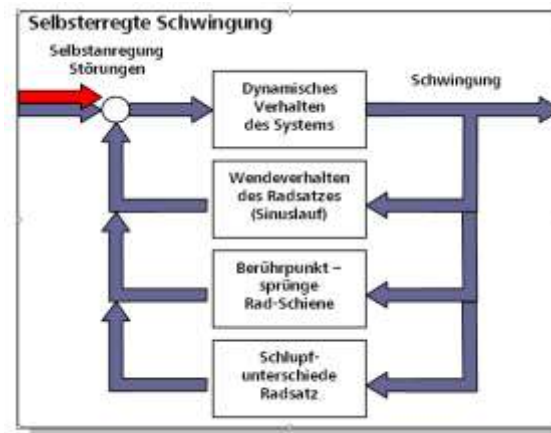 Selbsterregte Schwingung
Selbstanregung
Störungen
Dynamisches
Verhalten
des Systems
Schwingung
Wendeverhalten
des Radsatzes
(Sinuslauf)
Berührpunkt –
sprünge
Rad-Schiene
Schlupf-
unterschiede
Radsatz